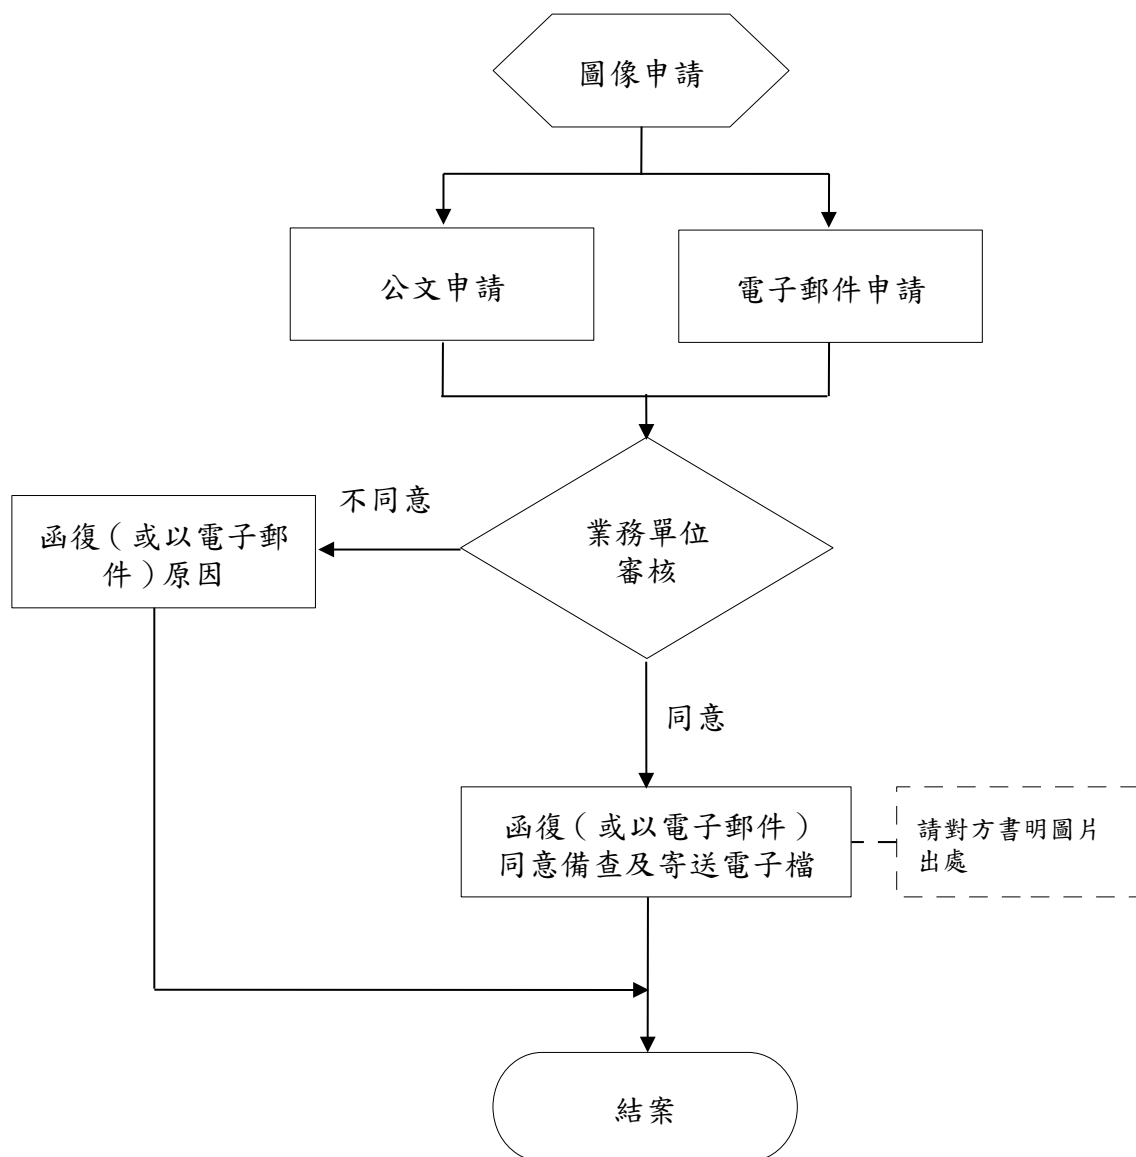 圖像申請
公文申請
電子郵件申請
不同意
函復（或以電子郵
件）原因
業務單位
審核
同意
函復（或以電子郵件）
同意備查及寄送電子檔
請對方書明圖片
出處
結案